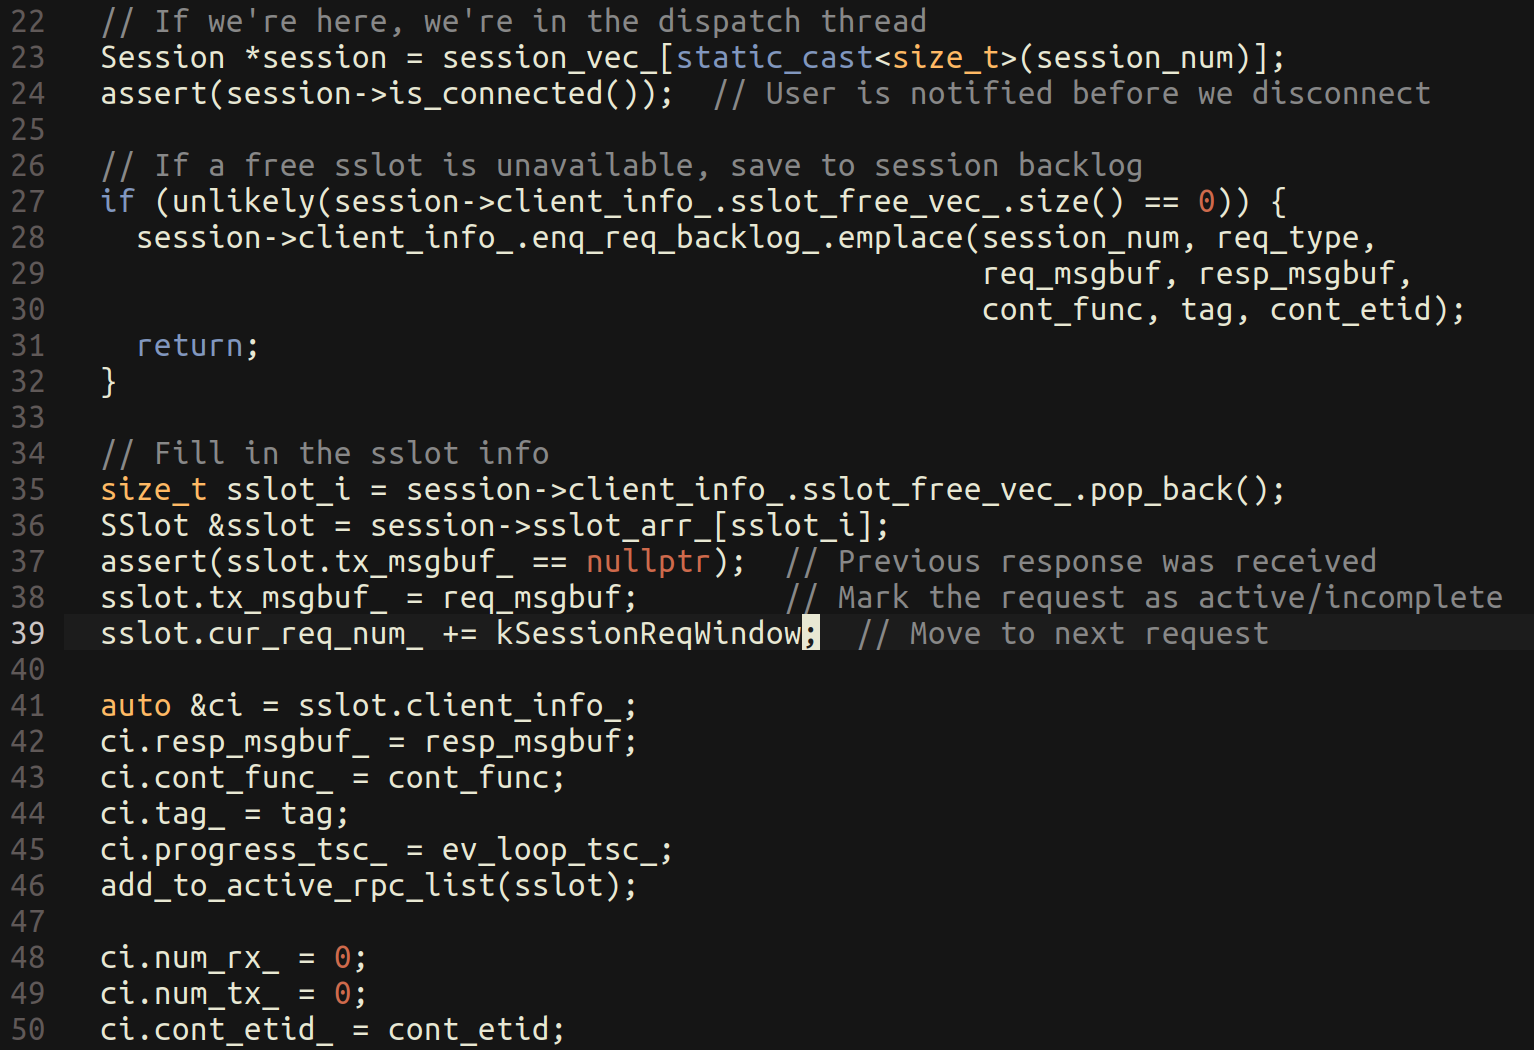 22   // If we're here, we're in the dispatch thread
23   Session *session = session_vec_[static_cast<size_t>(session_num)];
24   assert(session->is_connected());  // User is notified before we disconnect
25
26   // If a free sslot is unavailable, save to session backlog
27   if (unlikely(session->client_info_.sslot_free_vec_.size() == 0)) {
28     session->client_info_.enq_req_backlog_.emplace(session_num, req_type,
29                                                    req_msgbuf, resp_msgbuf,
30                                                    cont_func, tag, cont_etid);
31     return;
32   }
33
34   // Fill in the sslot info
35   size_t sslot_i = session->client_info_.sslot_free_vec_.pop_back();
36   SSlot &sslot = session->sslot_arr_[sslot_i];
37   assert(sslot.tx_msgbuf_ == nullptr);  // Previous response was received
38   sslot.tx_msgbuf_ = req_msgbuf;        // Mark the request as active/incomplete
39   sslot.cur_req_num_ += kSessionReqWindow;  // Move to next request
40
41   auto &ci = sslot.client_info_;
42   ci.resp_msgbuf_ = resp_msgbuf;
43   ci.cont_func_ = cont_func;
44   ci.tag_ = tag;
45   ci.progress_tsc_ = ev_loop_tsc_;
46   add_to_active_rpc_list(sslot);
47
48   ci.num_rx_ = 0;
49   ci.num_tx_ = 0;
50   ci.cont_etid_ = cont_etid;